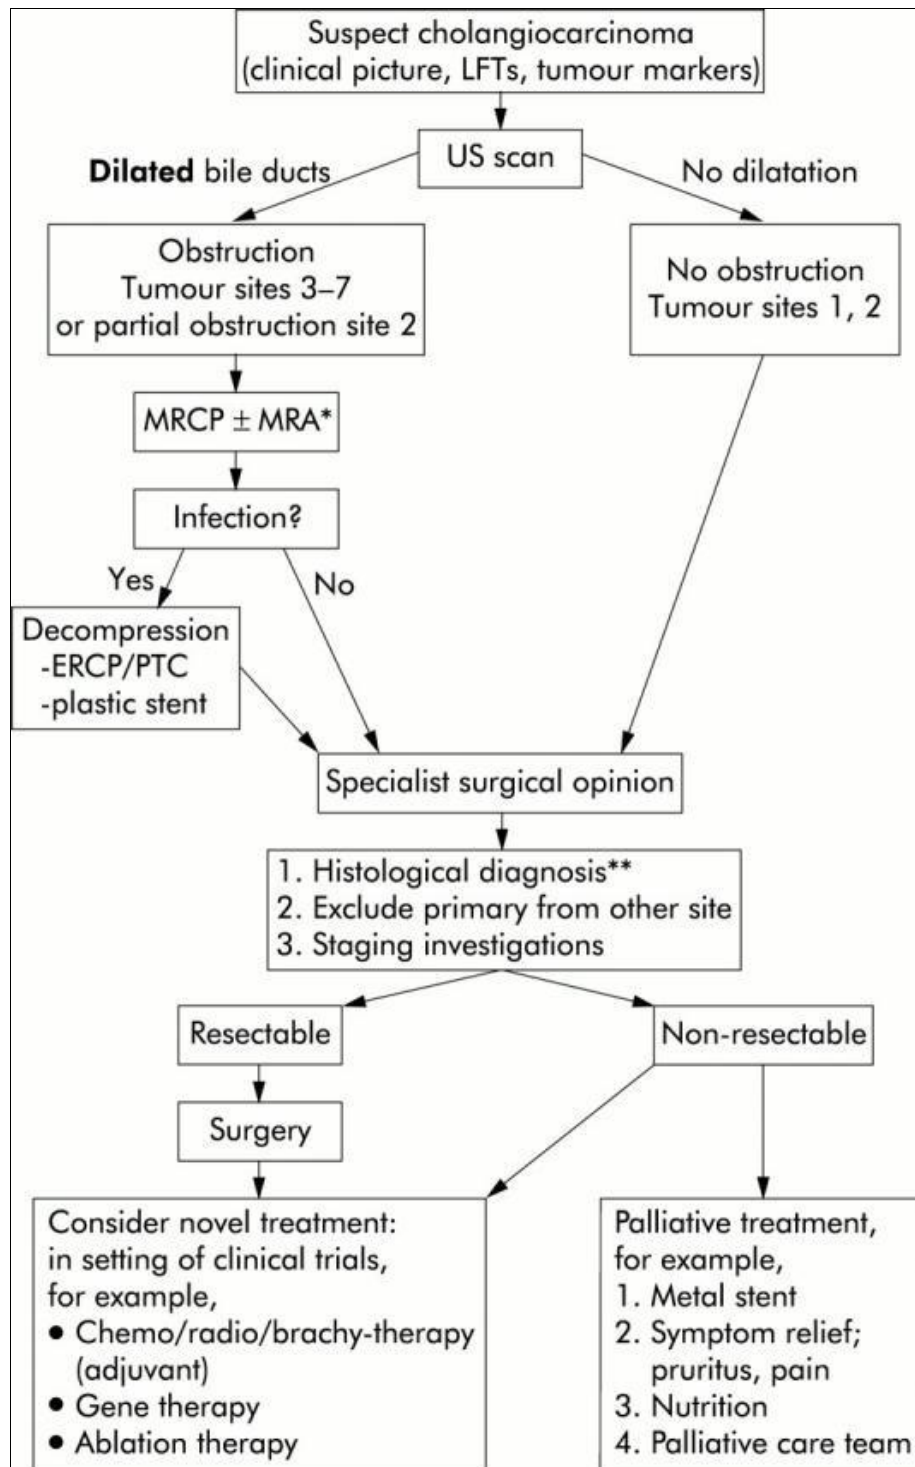 Suspect cholangiocarcinoma
(clinical picture, LFTs, tumour markers)
US scan
Dilated bile ducts
No dilatation
Obstruction
Tumour sites 3–7
or partial obstruction site 2
No obstruction
Tumour sites 1, 2
MRCP ± MRA*
Infection?
Yes
No
Decompression
-ERCP/PTC
-plastic stent
Specialist surgical opinion
1. Histological diagnosis**
2. Exclude primary from other site
3. Staging investigations
Resectable
Non-resectable
Surgery
Consider novel treatment:
in setting of clinical trials,
for example,
● Chemo/radio/brachy-therapy
(adjuvant)
● Gene therapy
● Ablation therapy
Palliative treatment,
for example,
1. Metal stent
2. Symptom relief;
pruritus, pain
3. Nutrition
4. Palliative care team